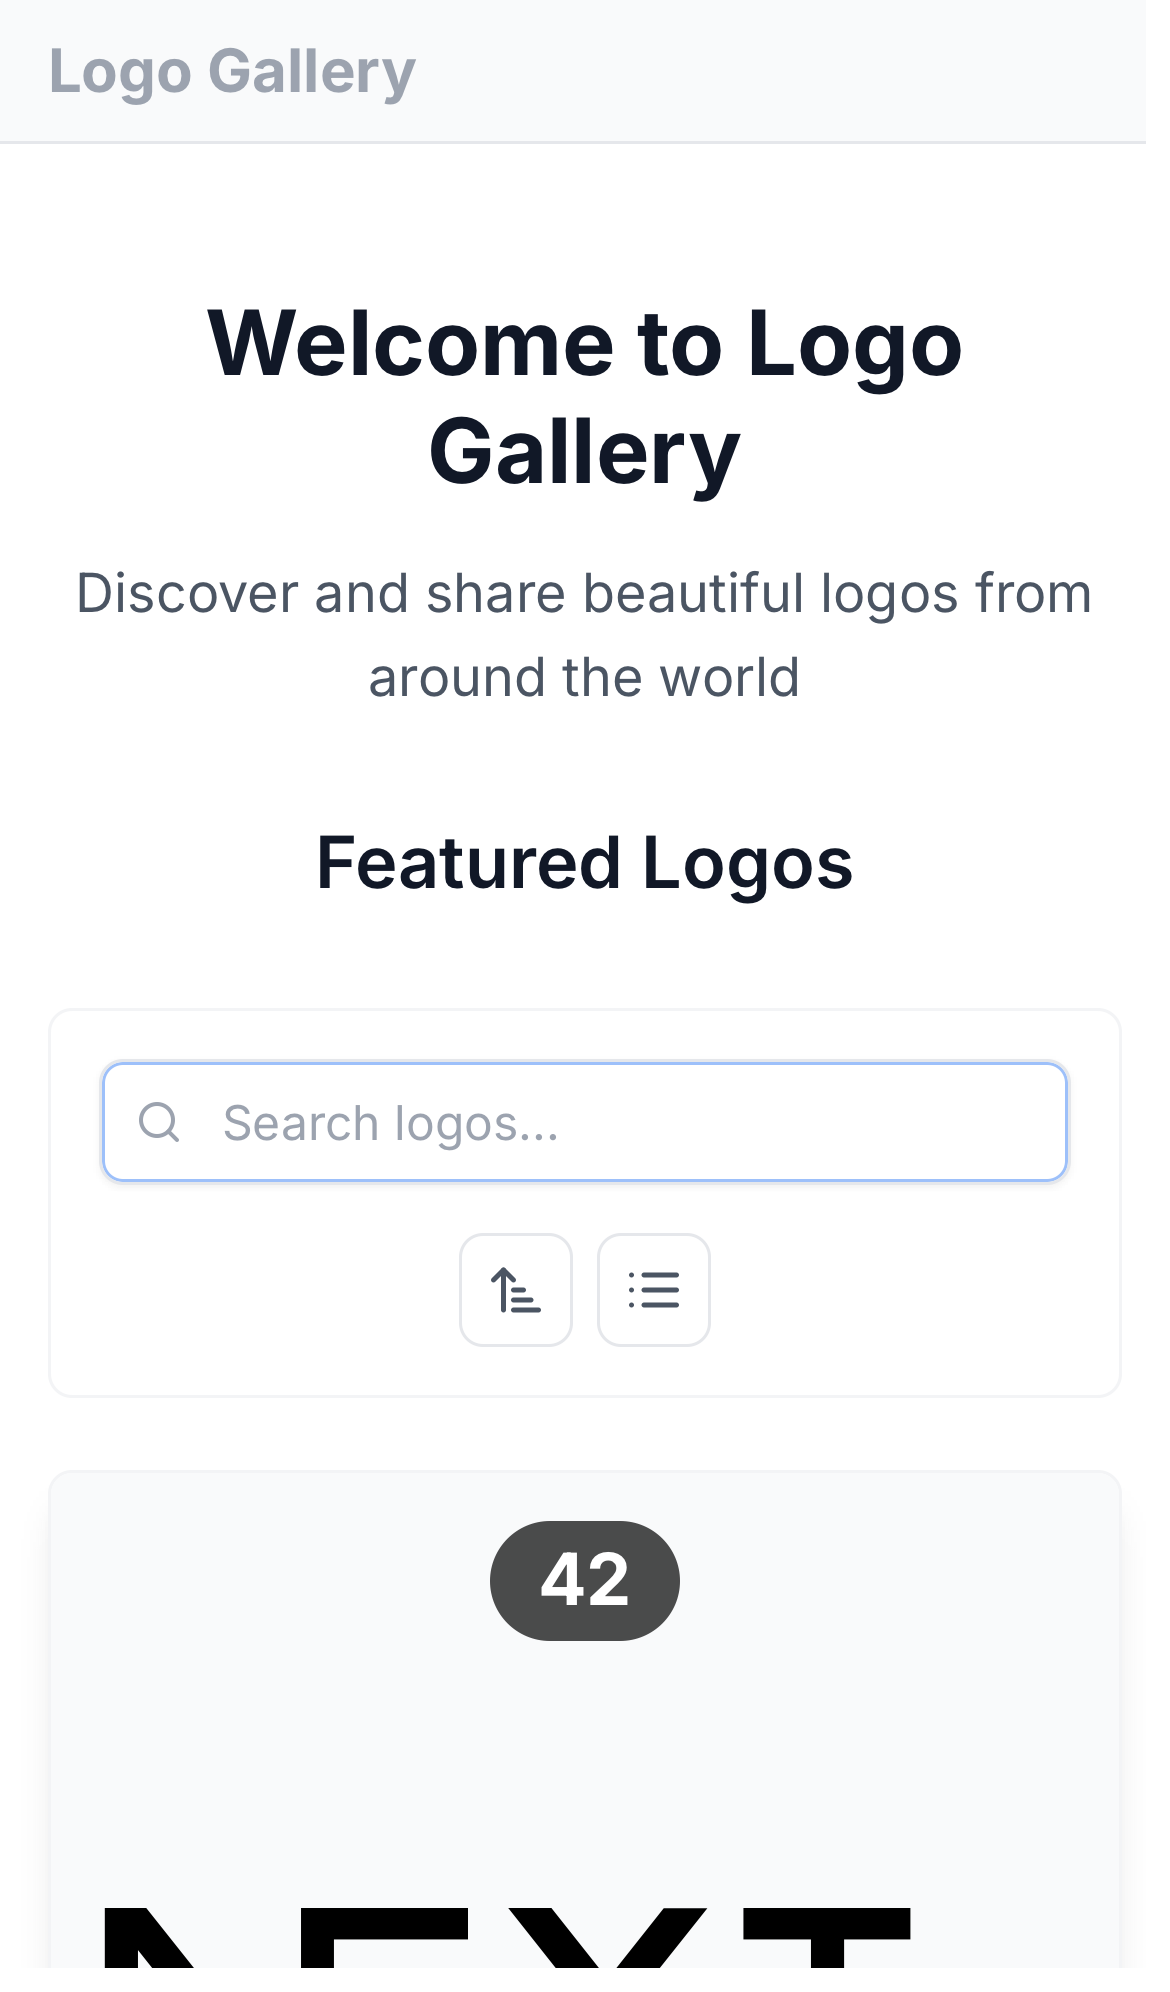 Logo Gallery
Welcome to Logo
Gallery
Discover and share beautiful logos from
around the world
Featured Logos
Search logos...
42
NEXT